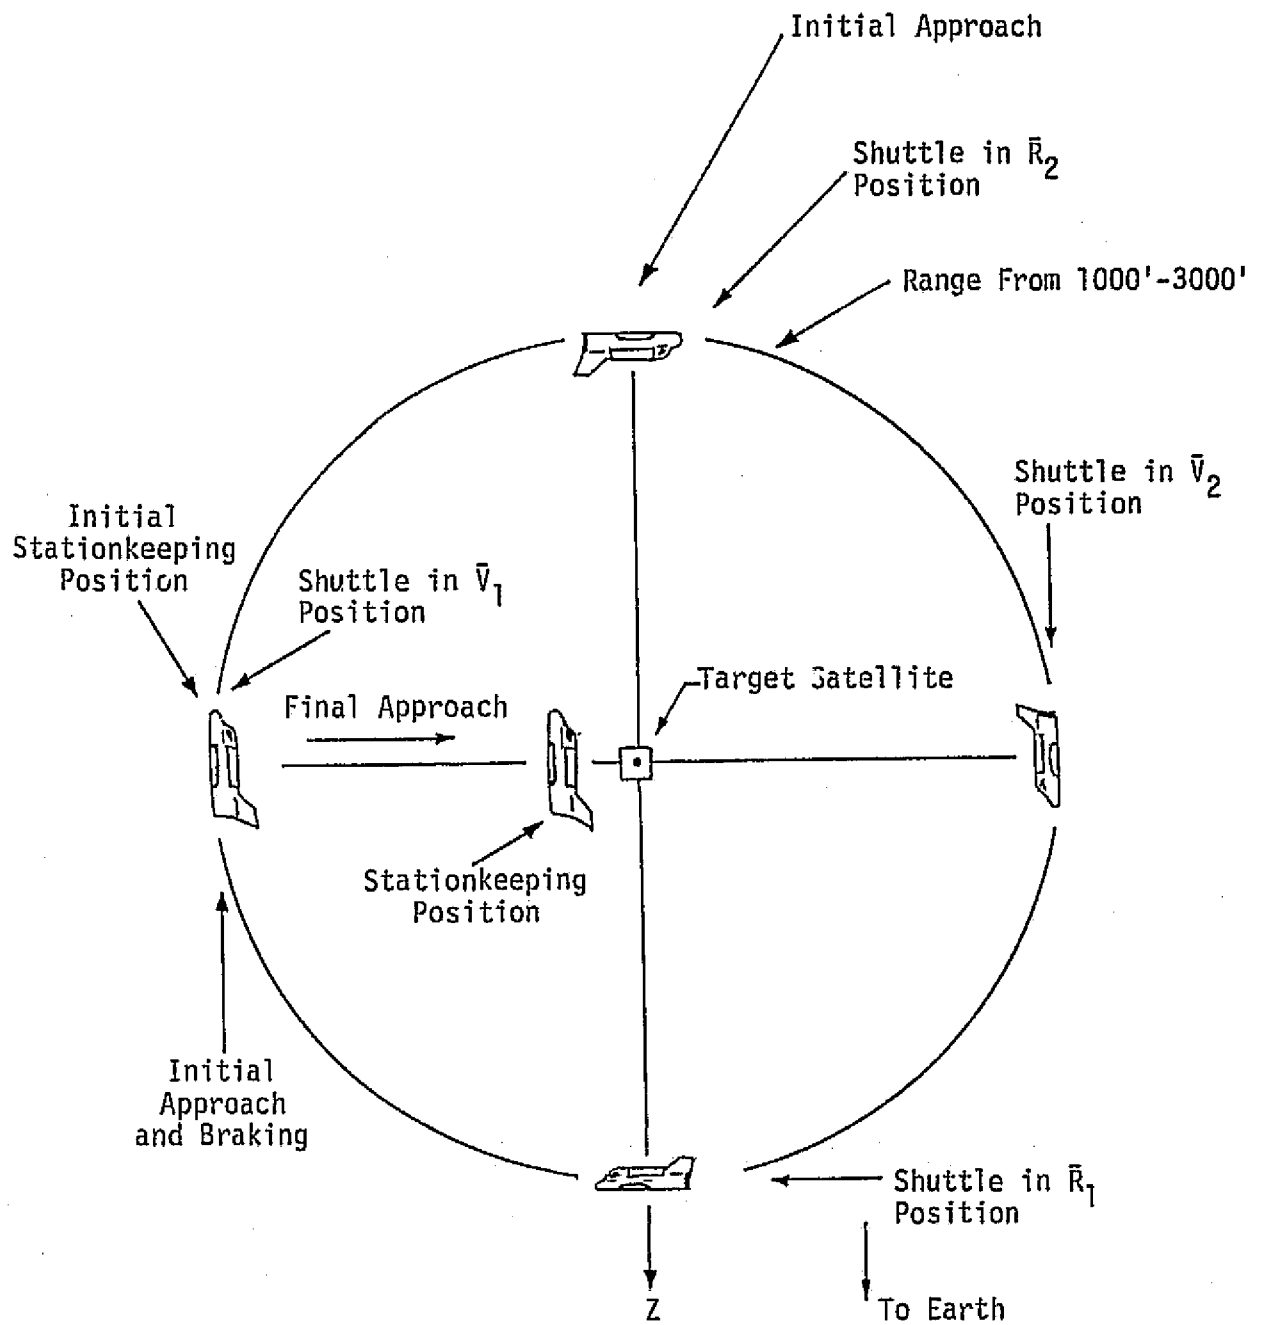 Initial Approach
Shuttle in R̄2
Position
Range From 1000'-3000'
Shuttle in V̄2
Position
Initial
Stationkeeping
Position
Shuttle in V̄1
Position
Target Satellite
Final Approach
Stationkeeping
Position
Initial
Approach
and Braking
Shuttle in R̄1
Position
Z
To Earth